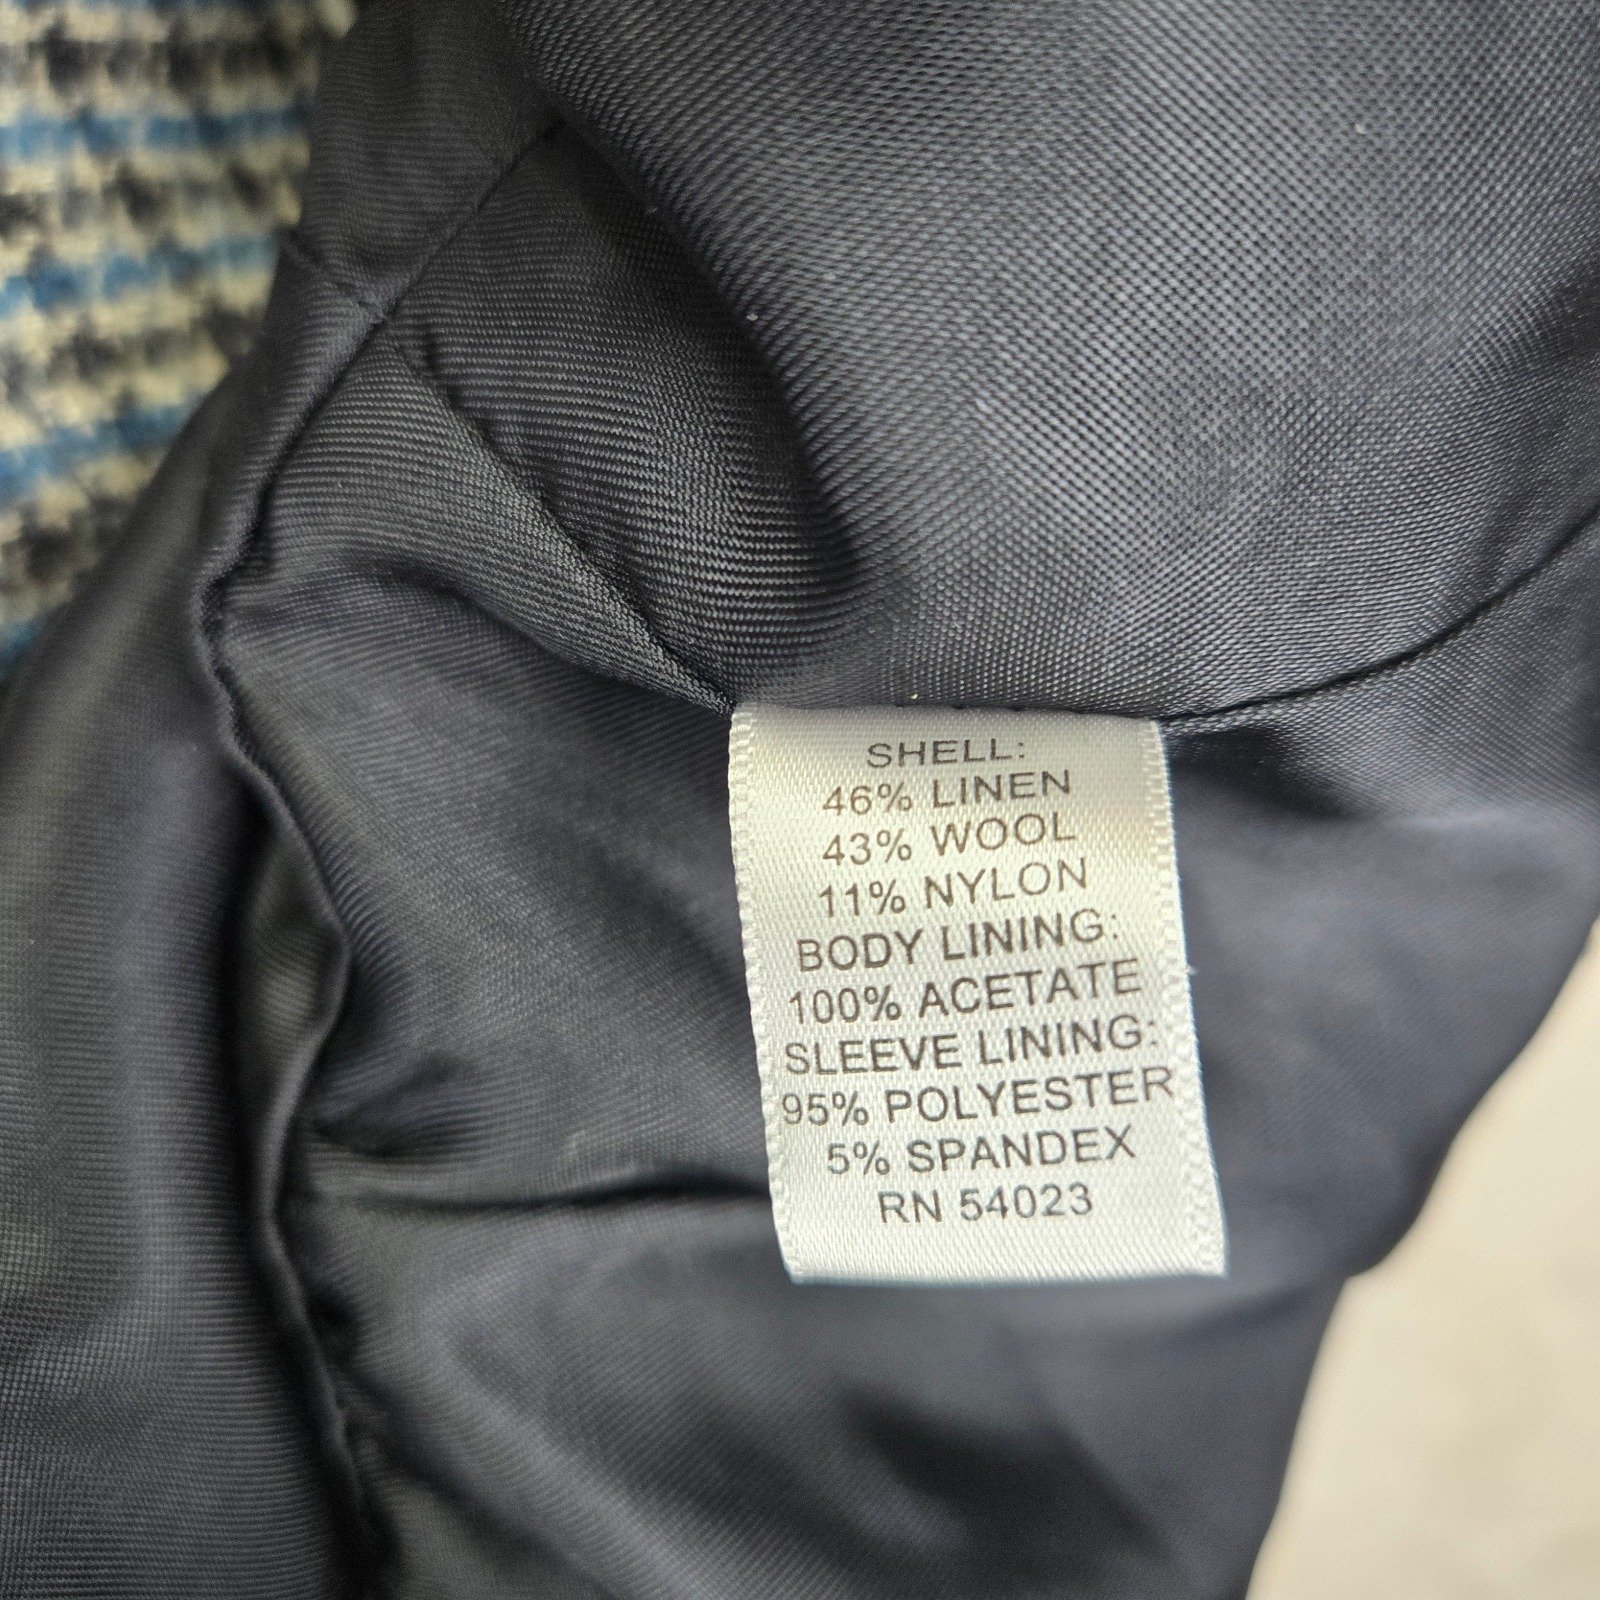 SHELL:
46% LINEN
43% WOOL
11% NYLON
BODY LINING:
100% ACETATE
SLEEVE LINING:
95% POLYESTER
5% SPANDEX
RN 54023